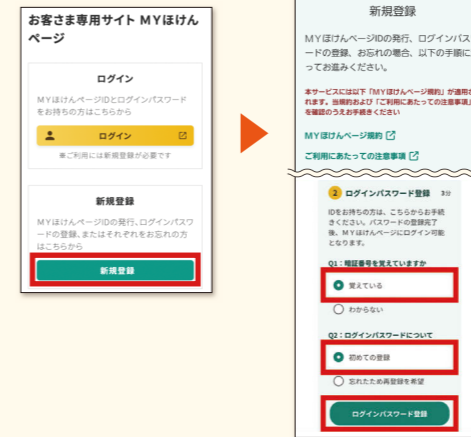 お客さま専用サイト MYほけん
ページ
ログイン
MYほけんページIDとログインパスワード
をお持ちの方はこちらから
ログイン
※ご利用には新規登録が必要です
新規登録
MYほけんページIDの発行、ログインパスワ
ードの登録、またはそれぞれをお忘れの方
はこちらから
新規登録
新規登録
MYほけんページIDの発行、ログインパス
ードの登録、お忘れの場合、以下の手順に
ってお進みください。
本サービスには以下「MYほけんページ規約」が適用さ
れます。当規約および「ご利用にあたっての注意事項」
を確認のうえお手続きください
MYほけんページ規約
ご利用にあたっての注意事項
2 ログインパスワード登録 3分
IDをお持ちの方は、こちらからお手続
きください。パスワードの登録完了
後、MYほけんページにログイン可能
となります。
Q1：暗証番号を覚えていますか
覚えている
わからない
Q2：ログインパスワードについて
初めての登録
忘れたため再登録を希望
ログインパスワード登録